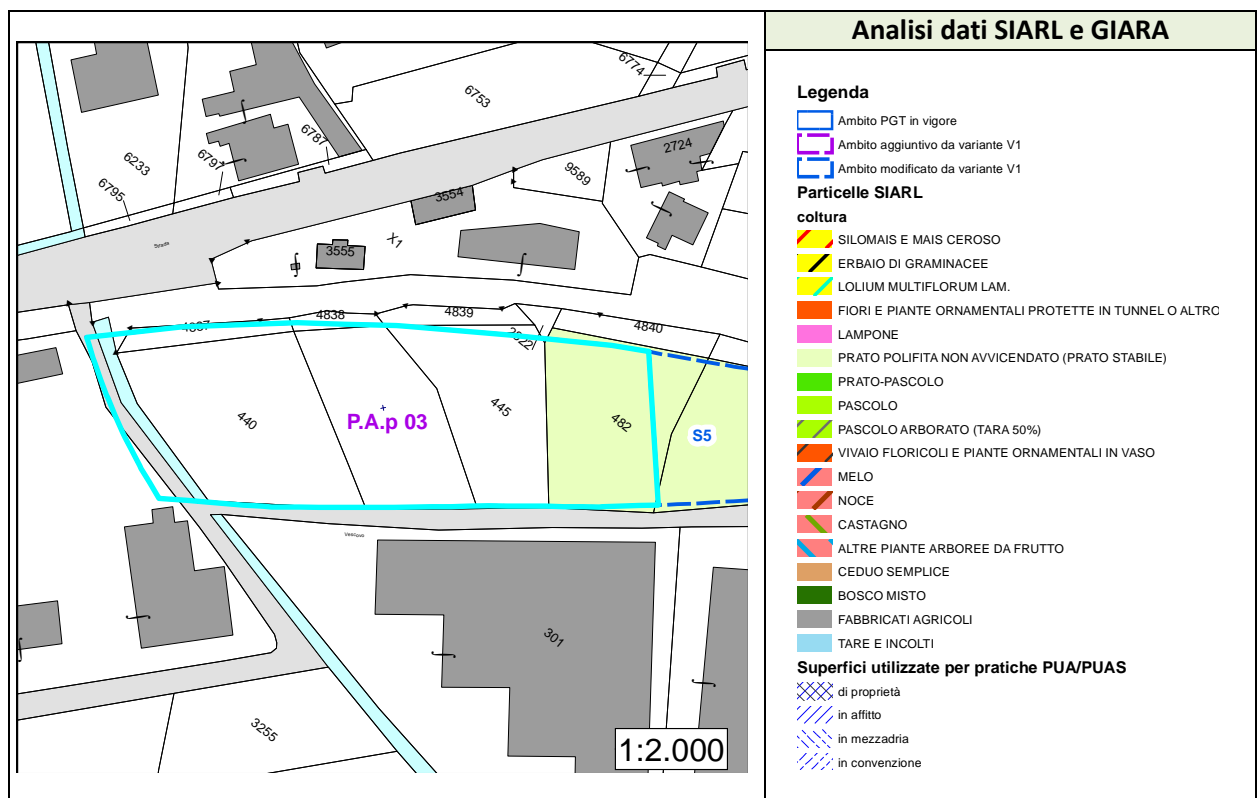 Analisi dati SIARL e GIARA
6774
6753
6787
6797
6233
6795
2724
9589
3554
X1
3555
Strada
4837
4838
4839
2022
4840
440
P.A.p 03
445
482
S5
Vescovo
301
3255
1:2.000
Legenda
Ambito PGT in vigore
Ambito aggiuntivo da variante V1
Ambito modificato da variante V1
Particelle SIARL
coltura
SILOMAIS E MAIS CEROSO
ERBAIO DI GRAMINACEE
LOLIUM MULTIFLORUM LAM.
FIORI E PIANTE ORNAMENTALI PROTETTE IN TUNNEL O ALTRO
LAMPONE
PRATO POLIFITA NON AVVICENDATO (PRATO STABILE)
PRATO-PASCOLO
PASCOLO
PASCOLO ARBORATO (TARA 50%)
VIVAIO FLORICOLI E PIANTE ORNAMENTALI IN VASO
MELO
NOCE
CASTAGNO
ALTRE PIANTE ARBOREE DA FRUTTO
CEDUO SEMPLICE
BOSCO MISTO
FABBRICATI AGRICOLI
TARE E INCOLTI
Superfici utilizzate per pratiche PUA/PUAS
di proprietà
in affitto
in mezzadria
in convenzione